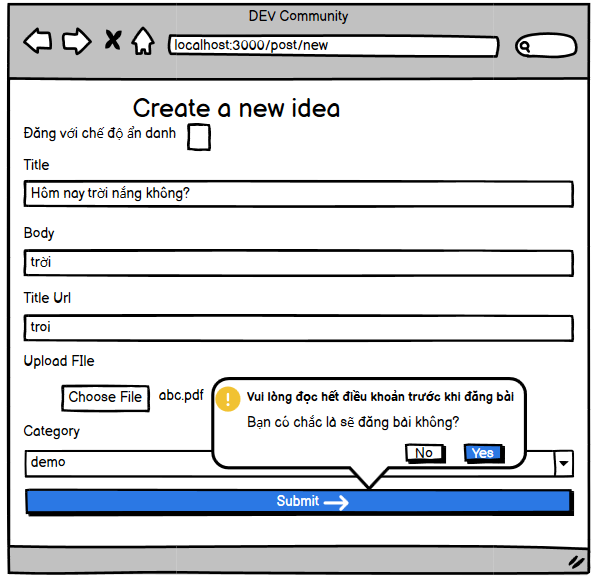 DEV Community
localhost:3000/post/new
Create a new idea
Đăng với chế độ ẩn danh
Title
Hôm nay trời nắng không?
Body
trời
Title Url
troi
Upload FIle
Choose File abc.pdf
Vui lòng đọc hết điều khoản trước khi đăng bài
Bạn có chắc là sẽ đăng bài không?
No Yes
Category
demo
Submit